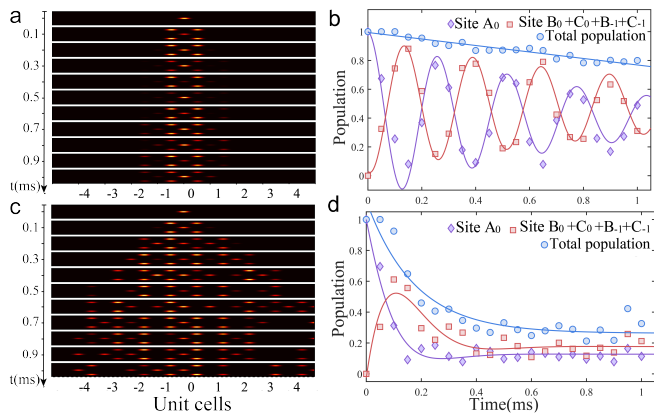 a
0.1
0.3
0.5
0.7
0.9
t(ms)
-4 -3 -2 -1 0 1 2 3 4
b
Site A₀ Site B₀+C₀+B₋₁+C₋₁
Total population
Population
1
0.8
0.6
0.4
0.2
0
0 0.2 0.4 0.6 0.8 1
c
0.1
0.3
0.5
0.7
0.9
t(ms)
-4 -3 -2 -1 0 1 2 3 4
Unit cells
d
Site A₀ Site B₀+C₀+B₋₁+C₋₁
Total population
Population
1
0.8
0.6
0.4
0.2
0
0 0.2 0.4 0.6 0.8 1
Time(ms)